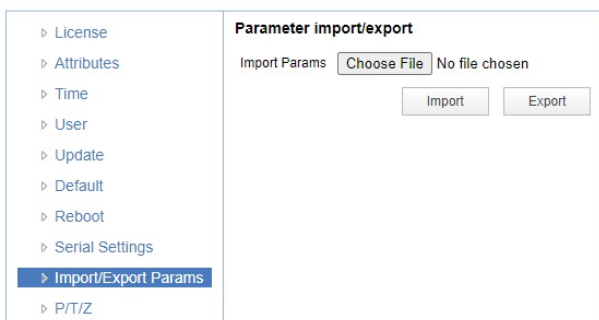 License
Attributes
Time
User
Update
Default
Reboot
Serial Settings
Import/Export Params
P/T/Z
Parameter import/export
Import Params Choose File No file chosen
Import Export